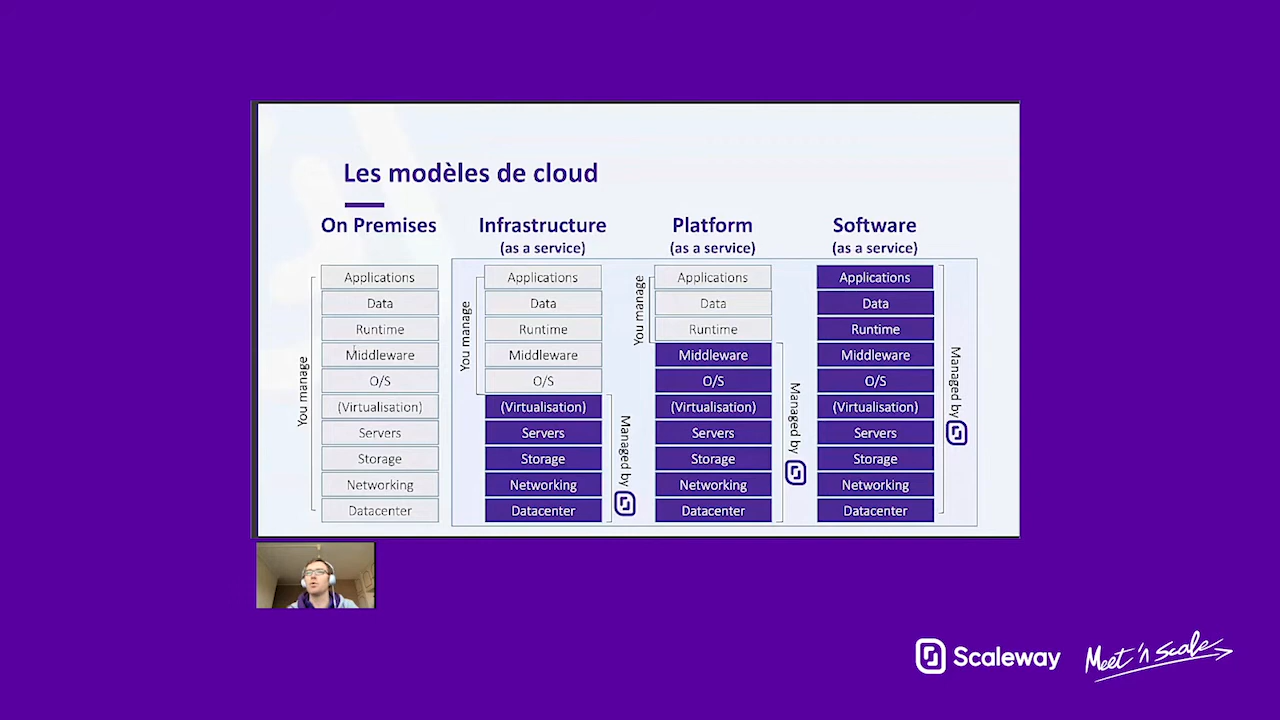 Les modèles de cloud
On Premises
Infrastructure
(as a service)
Platform
(as a service)
Software
(as a service)
You manage
Applications
Data
Runtime
Middleware
O/S
(Virtualisation)
Servers
Storage
Networking
Datacenter
You manage
Applications
Data
Runtime
Middleware
O/S
(Virtualisation)
Servers
Storage
Networking
Datacenter
Managed by
You manage
Applications
Data
Runtime
Middleware
O/S
(Virtualisation)
Servers
Storage
Networking
Datacenter
Managed by
Applications
Data
Runtime
Middleware
O/S
(Virtualisation)
Servers
Storage
Networking
Datacenter
Managed by
Scaleway
Meet 'n Scale